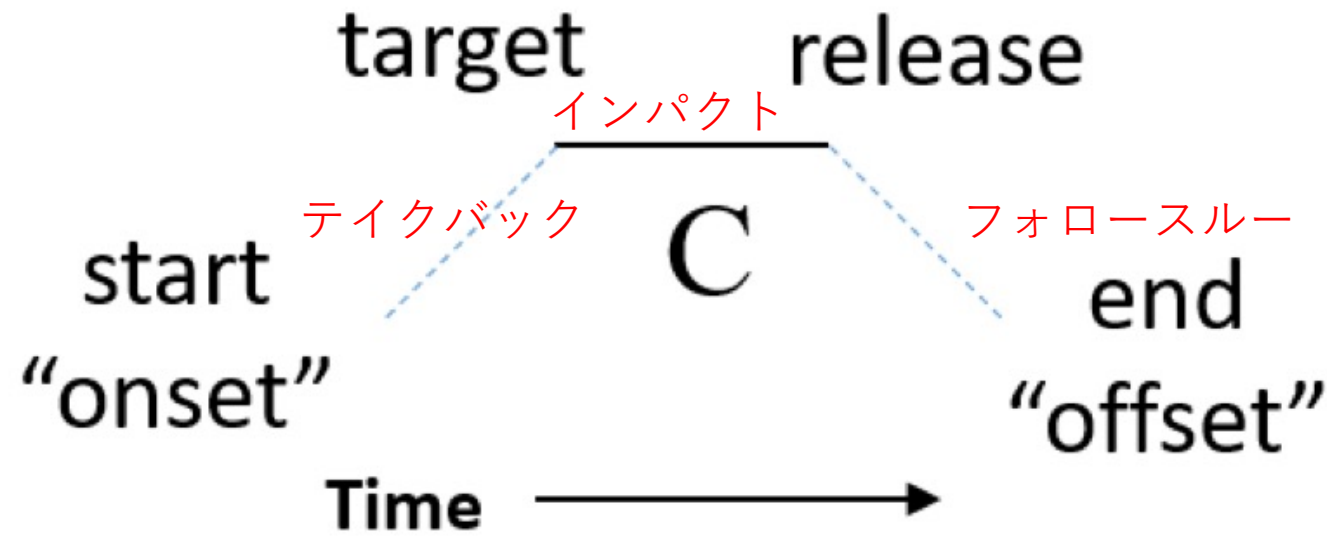 target
release
インパクト
テイクバック
C
フォロースルー
start
“onset”
end
“offset”
Time